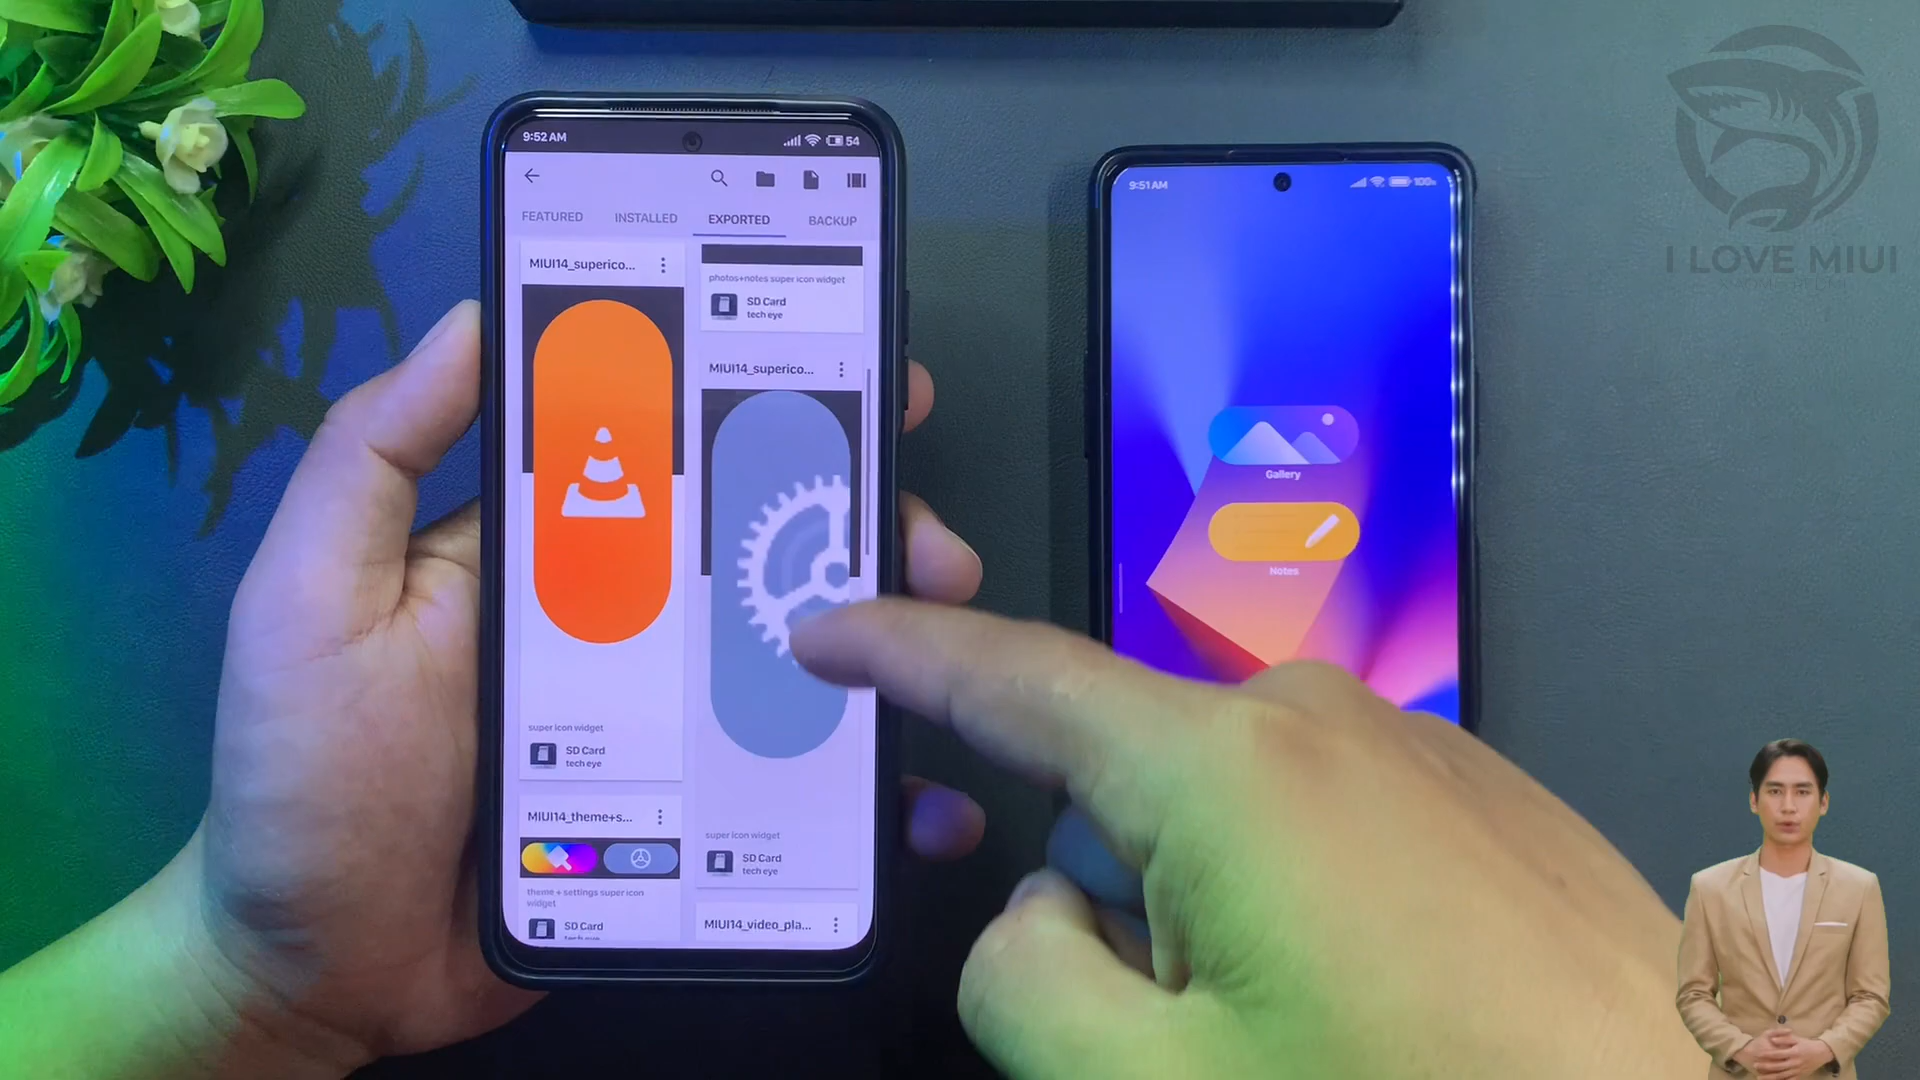 9:52 AM
54
FEATURED
INSTALLED
EXPORTED
BACKUP
MIUI14_superico...
super icon widget
SD Card
tech eye
MIUI14_theme+s...
theme + settings super icon
widget
SD Card
photos+notes super icon widget
SD Card
tech eye
MIUI14_superico...
super icon widget
SD Card
tech eye
MIUI14_video_pla...
9:51 AM
100
Gallery
Notes
I LOVE MIUI